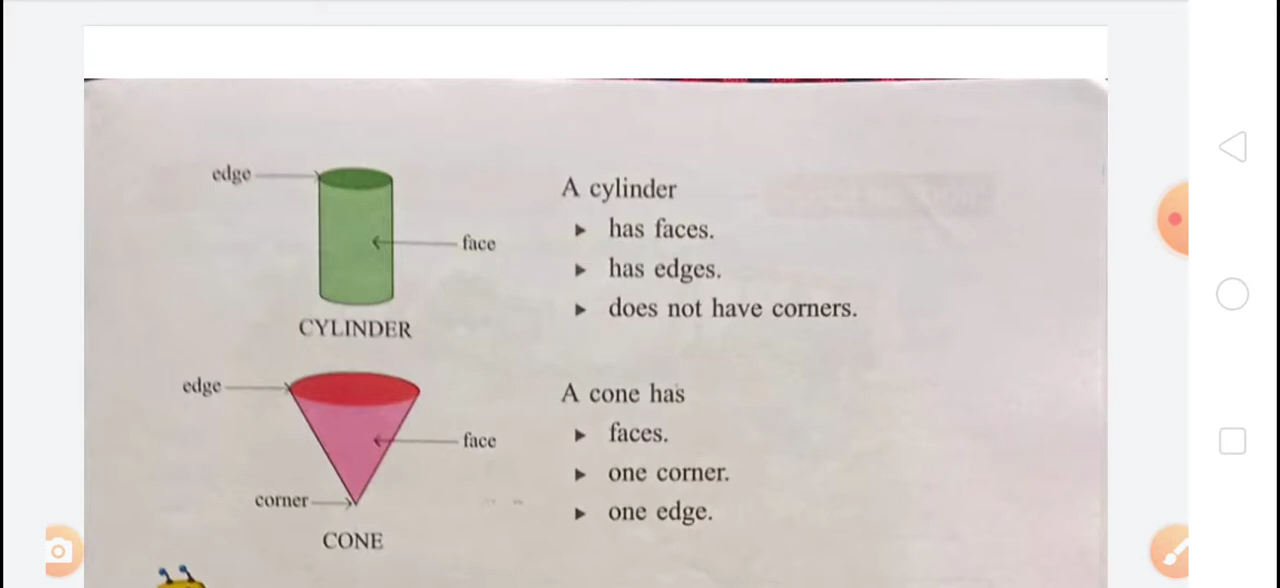 edge
face
CYLINDER
A cylinder
▸ has faces.
▸ has edges.
▸ does not have corners.
edge
face
corner
CONE
A cone has
▸ faces.
▸ one corner.
▸ one edge.